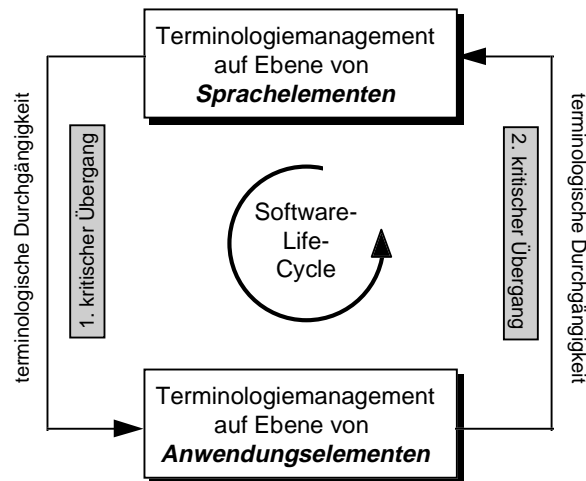 Terminologiemanagement
auf Ebene von
Sprachelementen
terminologische Durchgängigkeit
1. kritischer Übergang
Software-
Life-
Cycle
2. kritischer Übergang
terminologische Durchgängigkeit
Terminologiemanagement
auf Ebene von
Anwendungselementen